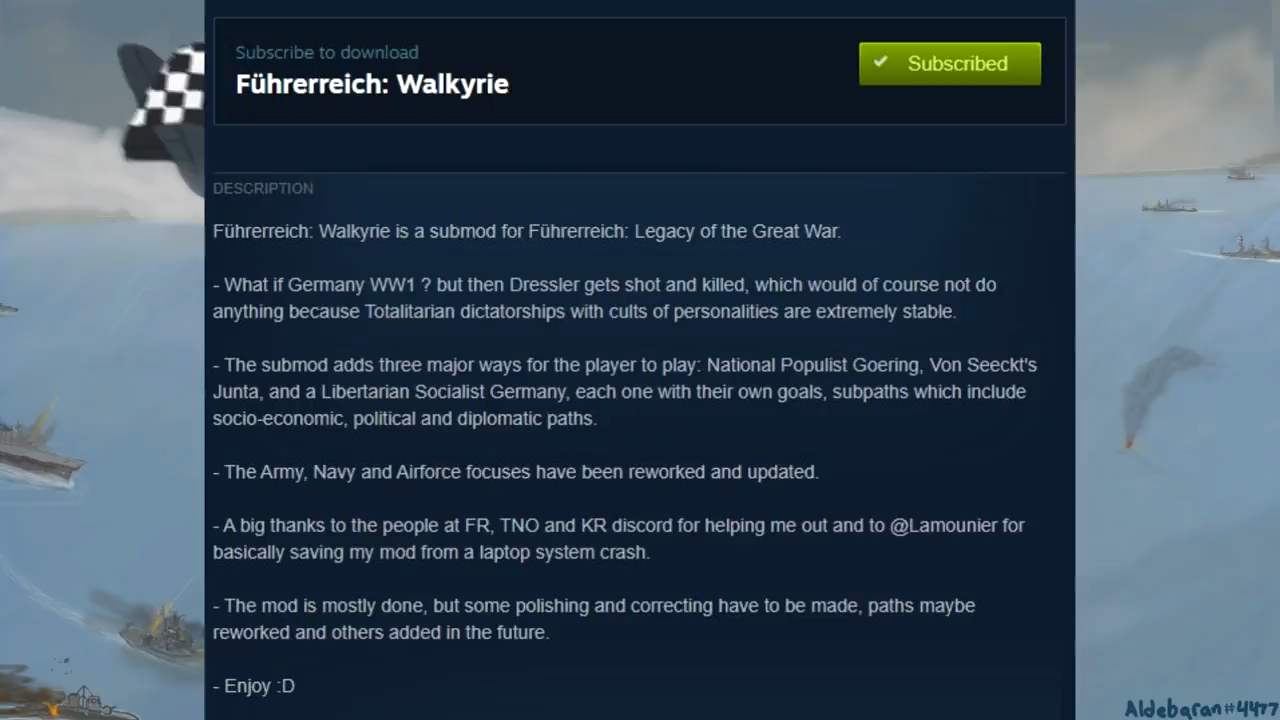 Subscribe to download
Führerreich: Walkyrie
Subscribed
DESCRIPTION
Führerreich: Walkyrie is a submod for Führerreich: Legacy of the Great War.
- What if Germany WW1 ? but then Dressler gets shot and killed, which would of course not do
anything because Totalitarian dictatorships with cults of personalities are extremely stable.
- The submod adds three major ways for the player to play: National Populist Goering, Von Seeckt's
Junta, and a Libertarian Socialist Germany, each one with their own goals, subpaths which include
socio-economic, political and diplomatic paths.
- The Army, Navy and Airforce focuses have been reworked and updated.
- A big thanks to the people at FR, TNO and KR discord for helping me out and to @Lamounier for
basically saving my mod from a laptop system crash.
- The mod is mostly done, but some polishing and correcting have to be made, paths maybe
reworked and others added in the future.
- Enjoy :D
Aldebaran#4477